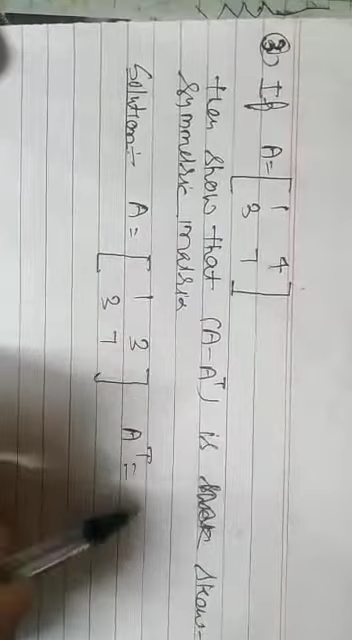 3) If A = [ 1 4
3 7 ]
then show that (A-Aᵀ) is skew-
symmetric matrix
Solution:- A = [ 1 3
3 7 ] Aᵀ =